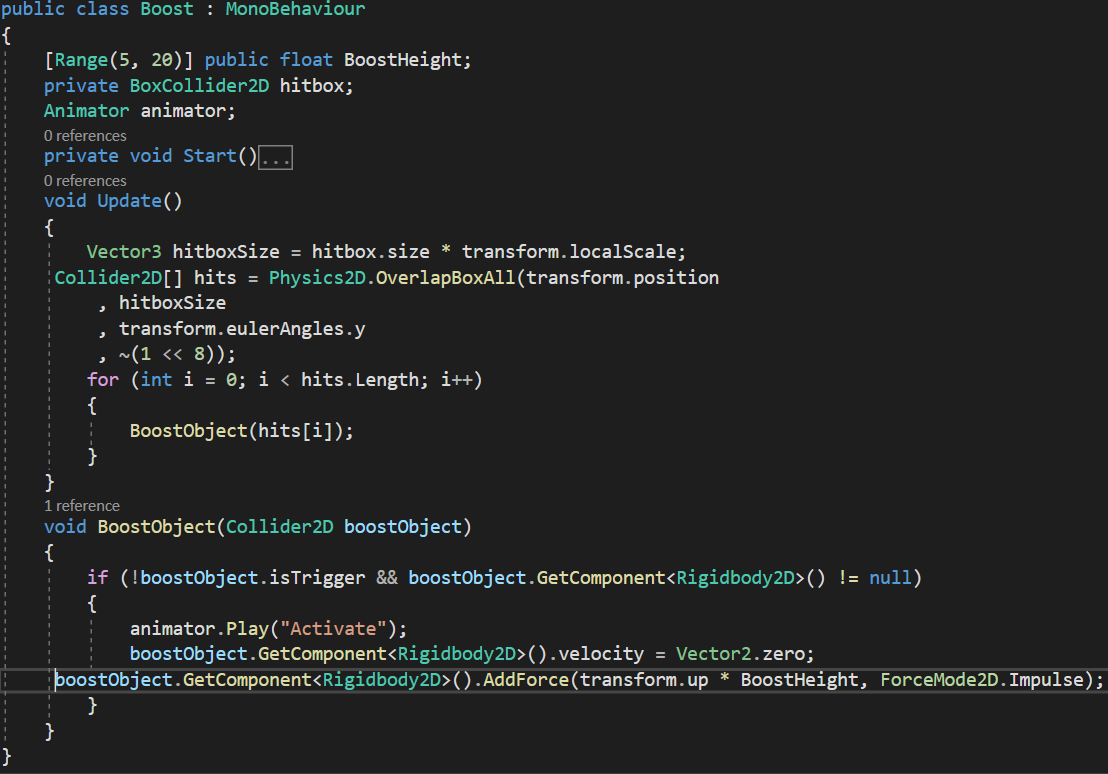 public class Boost : MonoBehaviour
{
[Range(5, 20)] public float BoostHeight;
private BoxCollider2D hitbox;
Animator animator;
0 references
private void Start()...
0 references
void Update()
{
Vector3 hitboxSize = hitbox.size * transform.localScale;
Collider2D[] hits = Physics2D.OverlapBoxAll(transform.position
, hitboxSize
, transform.eulerAngles.y
, ~(1 << 8));
for (int i = 0; i < hits.Length; i++)
{
BoostObject(hits[i]);
}
}
1 reference
void BoostObject(Collider2D boostObject)
{
if (!boostObject.isTrigger && boostObject.GetComponent<Rigidbody2D>() != null)
{
animator.Play("Activate");
boostObject.GetComponent<Rigidbody2D>().velocity = Vector2.zero;
boostObject.GetComponent<Rigidbody2D>().AddForce(transform.up * BoostHeight, ForceMode2D.Impulse);
}
}
}